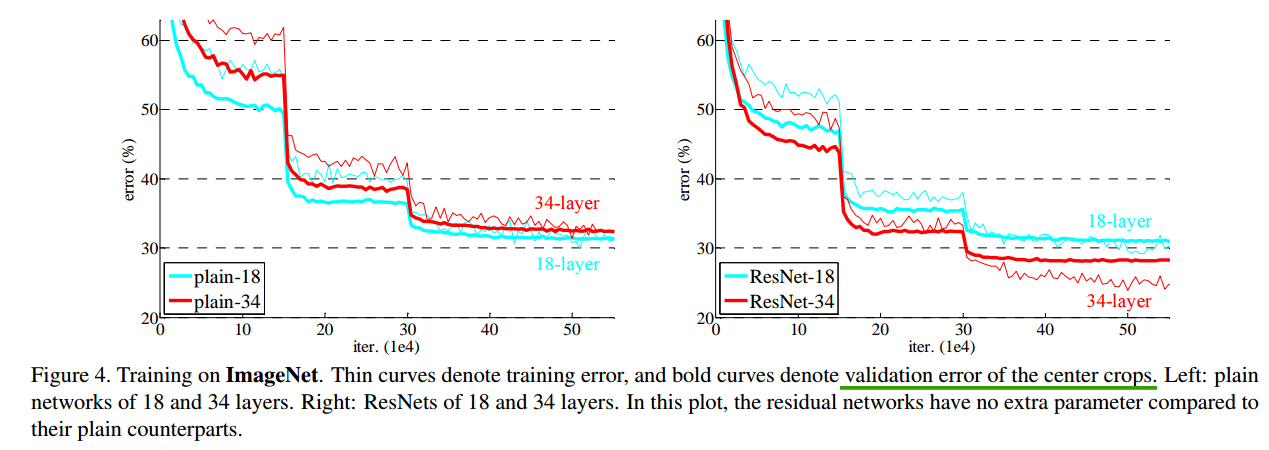 60
50
40
30
20
error (%)
34-layer
18-layer
plain-18
plain-34
0 10 20 30 40 50
iter. (1e4)
60
50
40
30
20
error (%)
18-layer
34-layer
ResNet-18
ResNet-34
0 10 20 30 40 50
iter. (1e4)
Figure 4. Training on ImageNet. Thin curves denote training error, and bold curves denote validation error of the center crops. Left: plain
networks of 18 and 34 layers. Right: ResNets of 18 and 34 layers. In this plot, the residual networks have no extra parameter compared to
their plain counterparts.